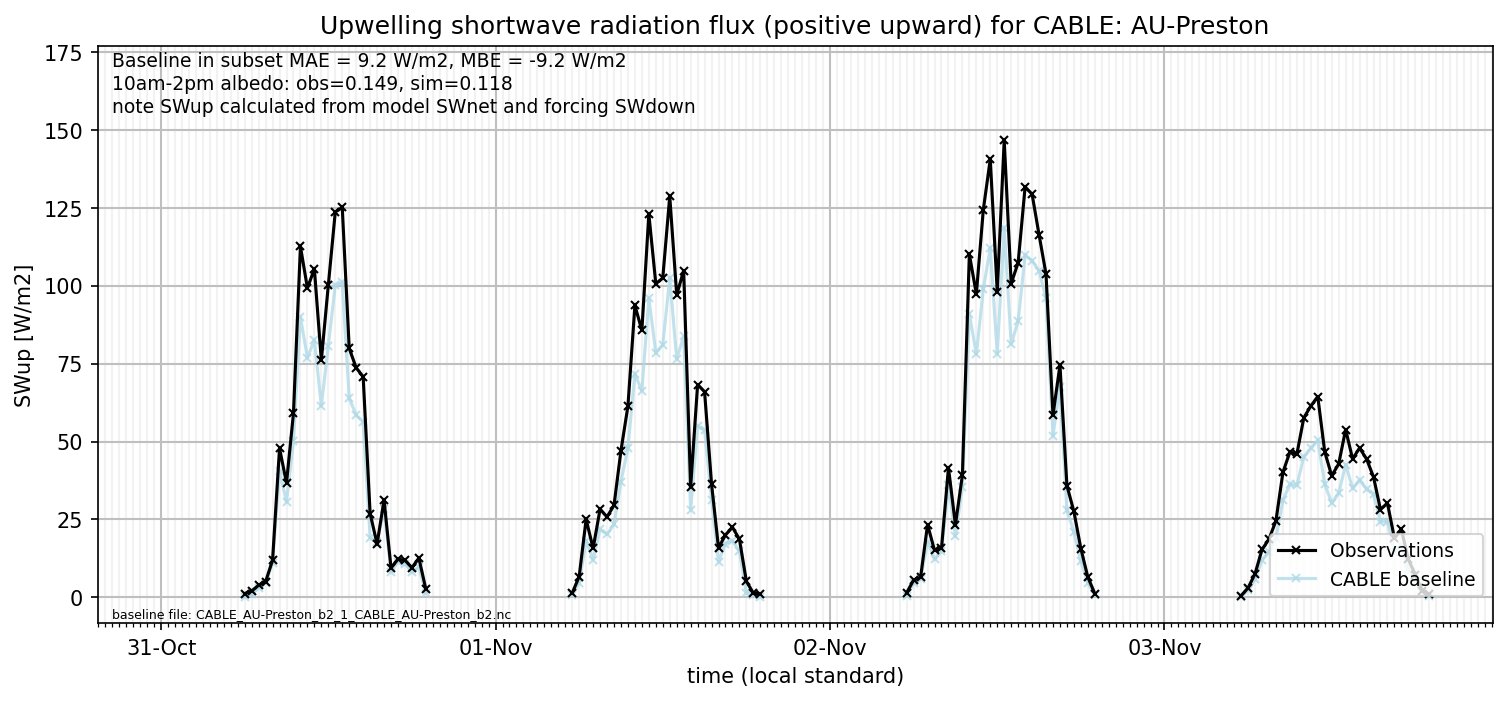 Upwelling shortwave radiation flux (positive upward) for CABLE: AU-Preston
Baseline in subset MAE = 9.2 W/m2, MBE = -9.2 W/m2
10am-2pm albedo: obs=0.149, sim=0.118
note SWup calculated from model SWnet and forcing SWdown
175
150
125
100
75
50
25
0
SWup [W/m2]
Observations
CABLE baseline
baseline file: CABLE_AU-Preston_b2_1_CABLE_AU-Preston_b2.nc
31-Oct
01-Nov
02-Nov
03-Nov
time (local standard)